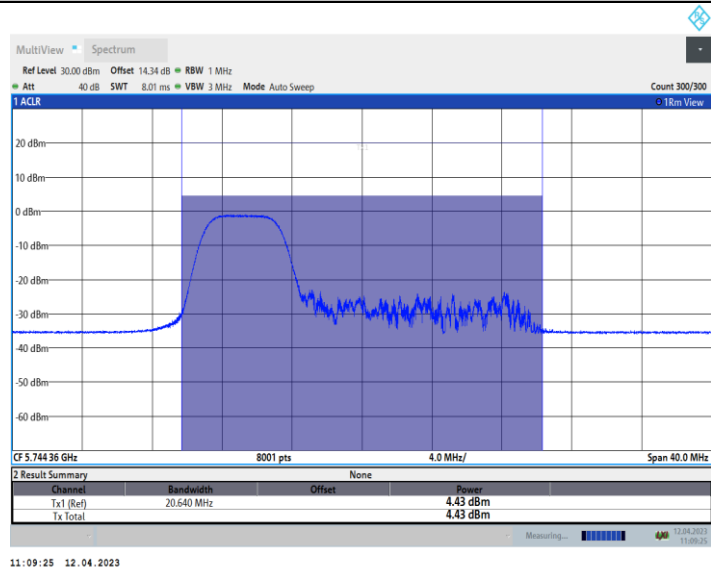 MultiView Spectrum
Ref Level 30.00 dBm Offset 14.34 dB RBW 1 MHz
Att 40 dB SWT 8.01 ms VBW 3 MHz Mode Auto Sweep Count 300/300
1 ACLR 1Rm View
20 dBm
10 dBm
0 dBm
-10 dBm
-20 dBm
-30 dBm
-40 dBm
-50 dBm
-60 dBm
CF 5.744 36 GHz 8001 pts 4.0 MHz/ Span 40.0 MHz
2 Result Summary None
Channel Bandwidth Offset Power
Tx1 (Ref) 20.640 MHz 4.43 dBm
Tx Total 4.43 dBm
Measuring... 12.04.2023
11:09:25
11:09:25 12.04.2023